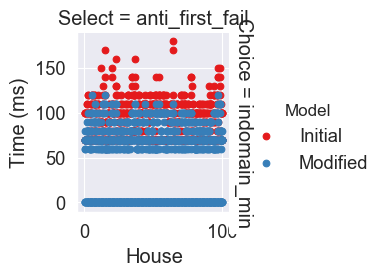 Select = anti_first_fail
Choice = indomain_min
Time (ms)
150
100
50
0
0
100
House
Model
Initial
Modified